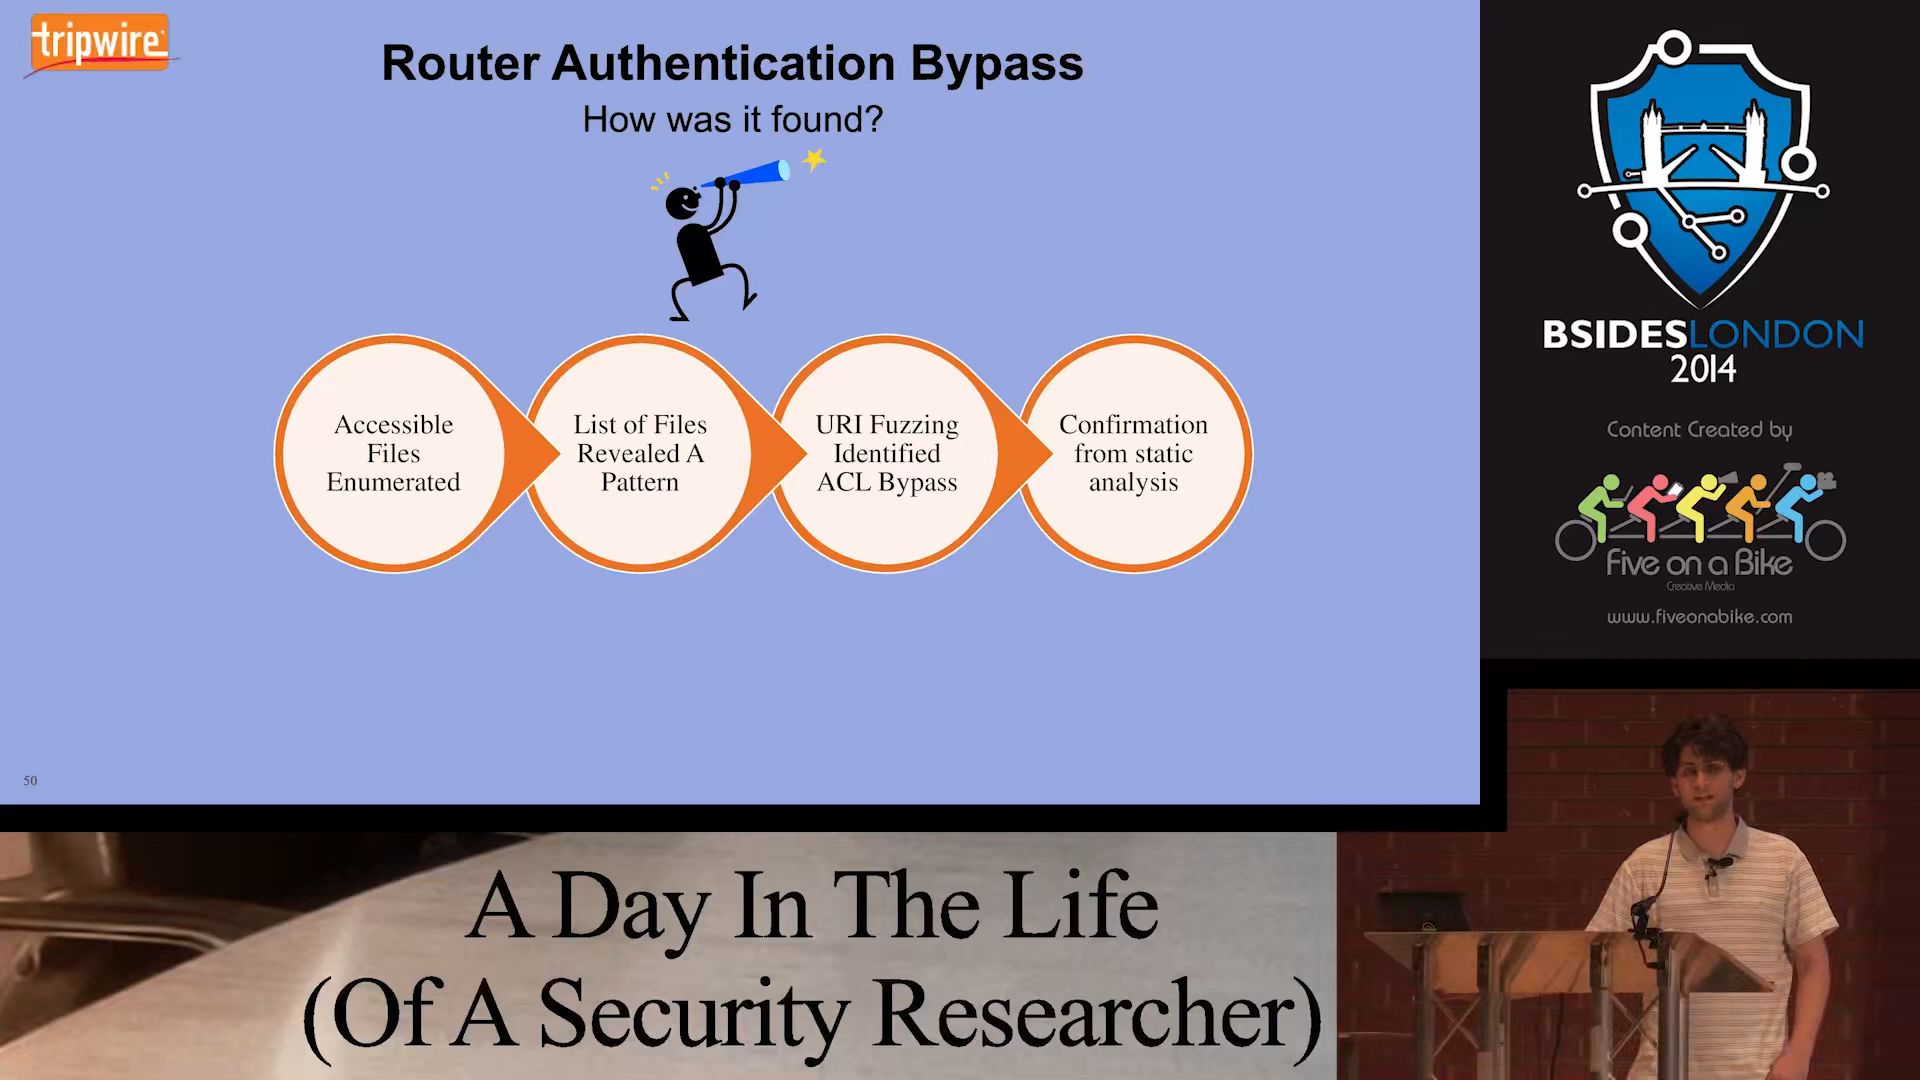 tripwire
Router Authentication Bypass
How was it found?
Accessible
Files
Enumerated
List of Files
Revealed A
Pattern
URI Fuzzing
Identified
ACL Bypass
Confirmation
from static
analysis
50
BSIDESLONDON
2014
Content Created by
Five on a Bike
Creative Media
www.fiveonabike.com
A Day In The Life
(Of A Security Researcher)